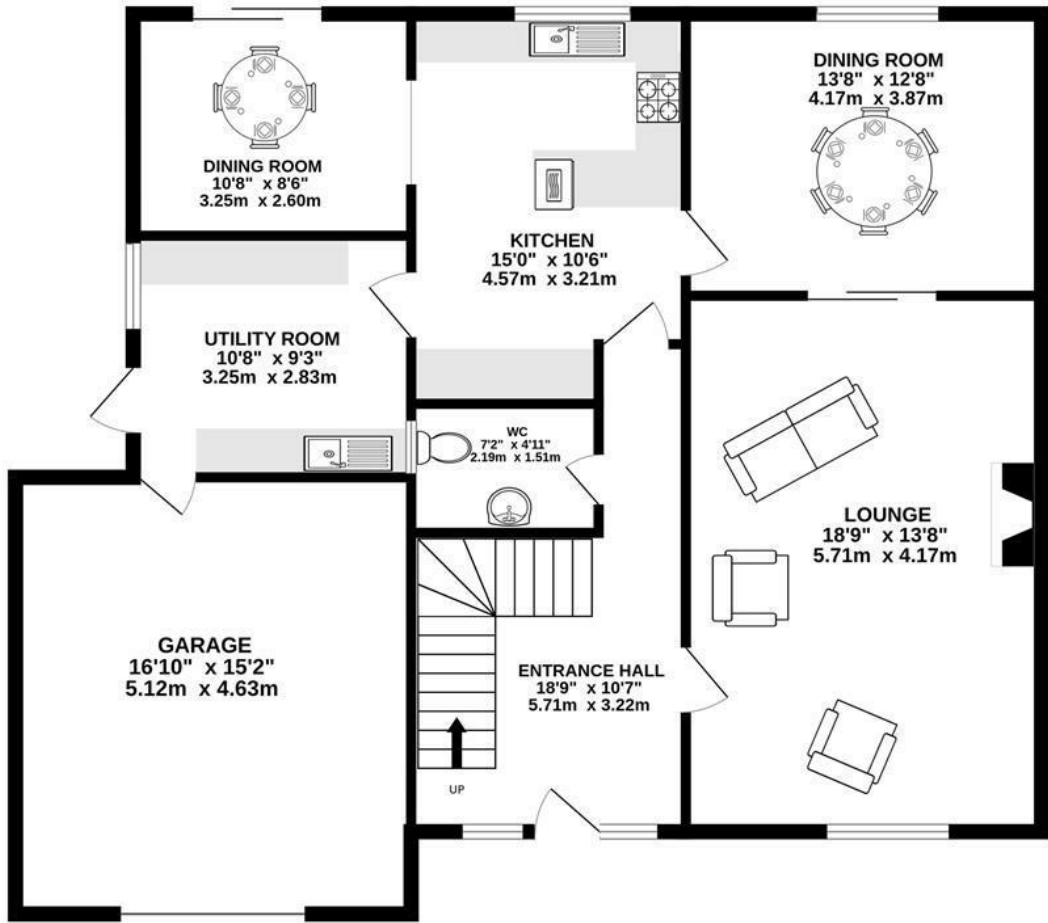 DINING ROOM
10'8" x 8'6"
3.25m x 2.60m
DINING ROOM
13'8" x 12'8"
4.17m x 3.87m
KITCHEN
15'0" x 10'6"
4.57m x 3.21m
UTILITY ROOM
10'8" x 9'3"
3.25m x 2.83m
WC
7'2" x 4'11"
2.19m x 1.51m
LOUNGE
18'9" x 13'8"
5.71m x 4.17m
GARAGE
16'10" x 15'2"
5.12m x 4.63m
ENTRANCE HALL
18'9" x 10'7"
5.71m x 3.22m
UP